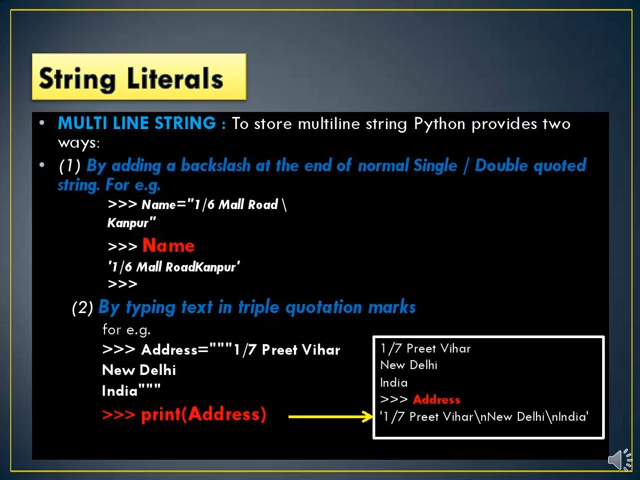 String Literals
• MULTI LINE STRING : To store multiline string Python provides two
ways:
• (1) By adding a backslash at the end of normal Single / Double quoted
string. For e.g.
>>> Name="1/6 Mall Road \
Kanpur"
>>> Name
'1/6 Mall RoadKanpur'
>>>
(2) By typing text in triple quotation marks
for e.g.
>>> Address="""1/7 Preet Vihar
New Delhi
India"""
>>> print(Address)
1/7 Preet Vihar
New Delhi
India
>>> Address
'1/7 Preet Vihar\nNew Delhi\nIndia'